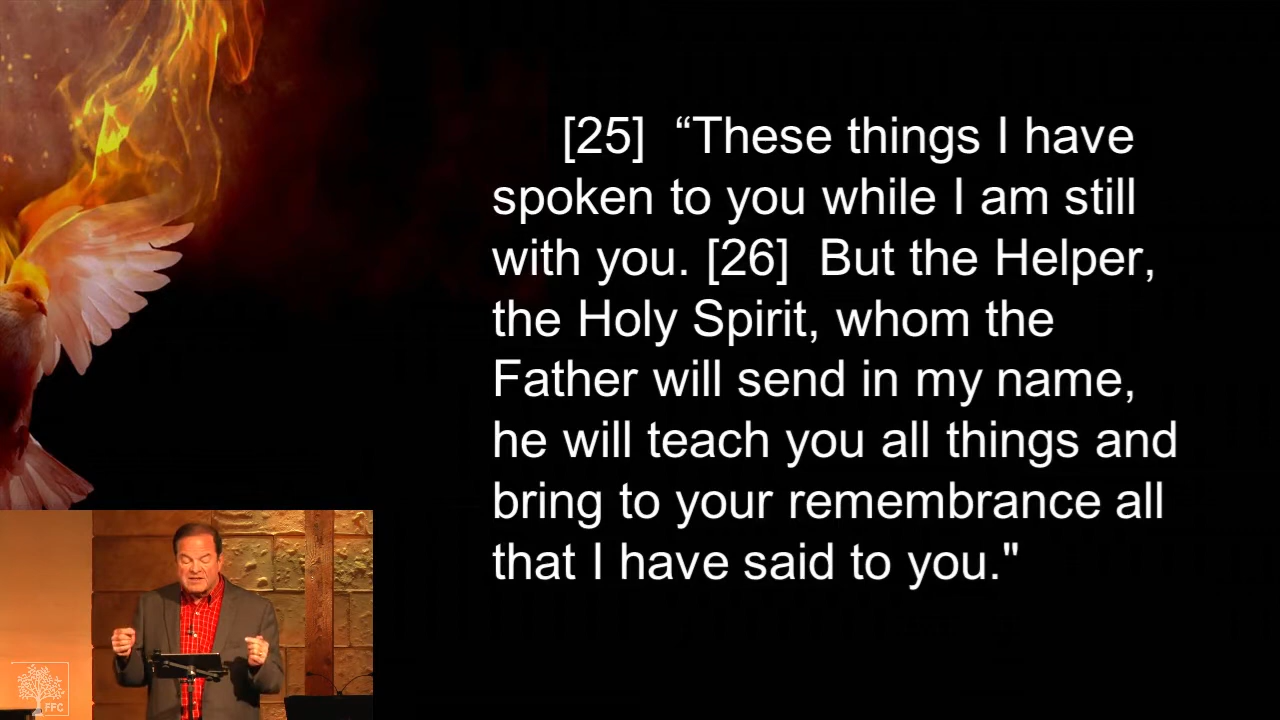 [25]  “These things I have
spoken to you while I am still
with you. [26]  But the Helper,
the Holy Spirit, whom the
Father will send in my name,
he will teach you all things and
bring to your remembrance all
that I have said to you."
FFC